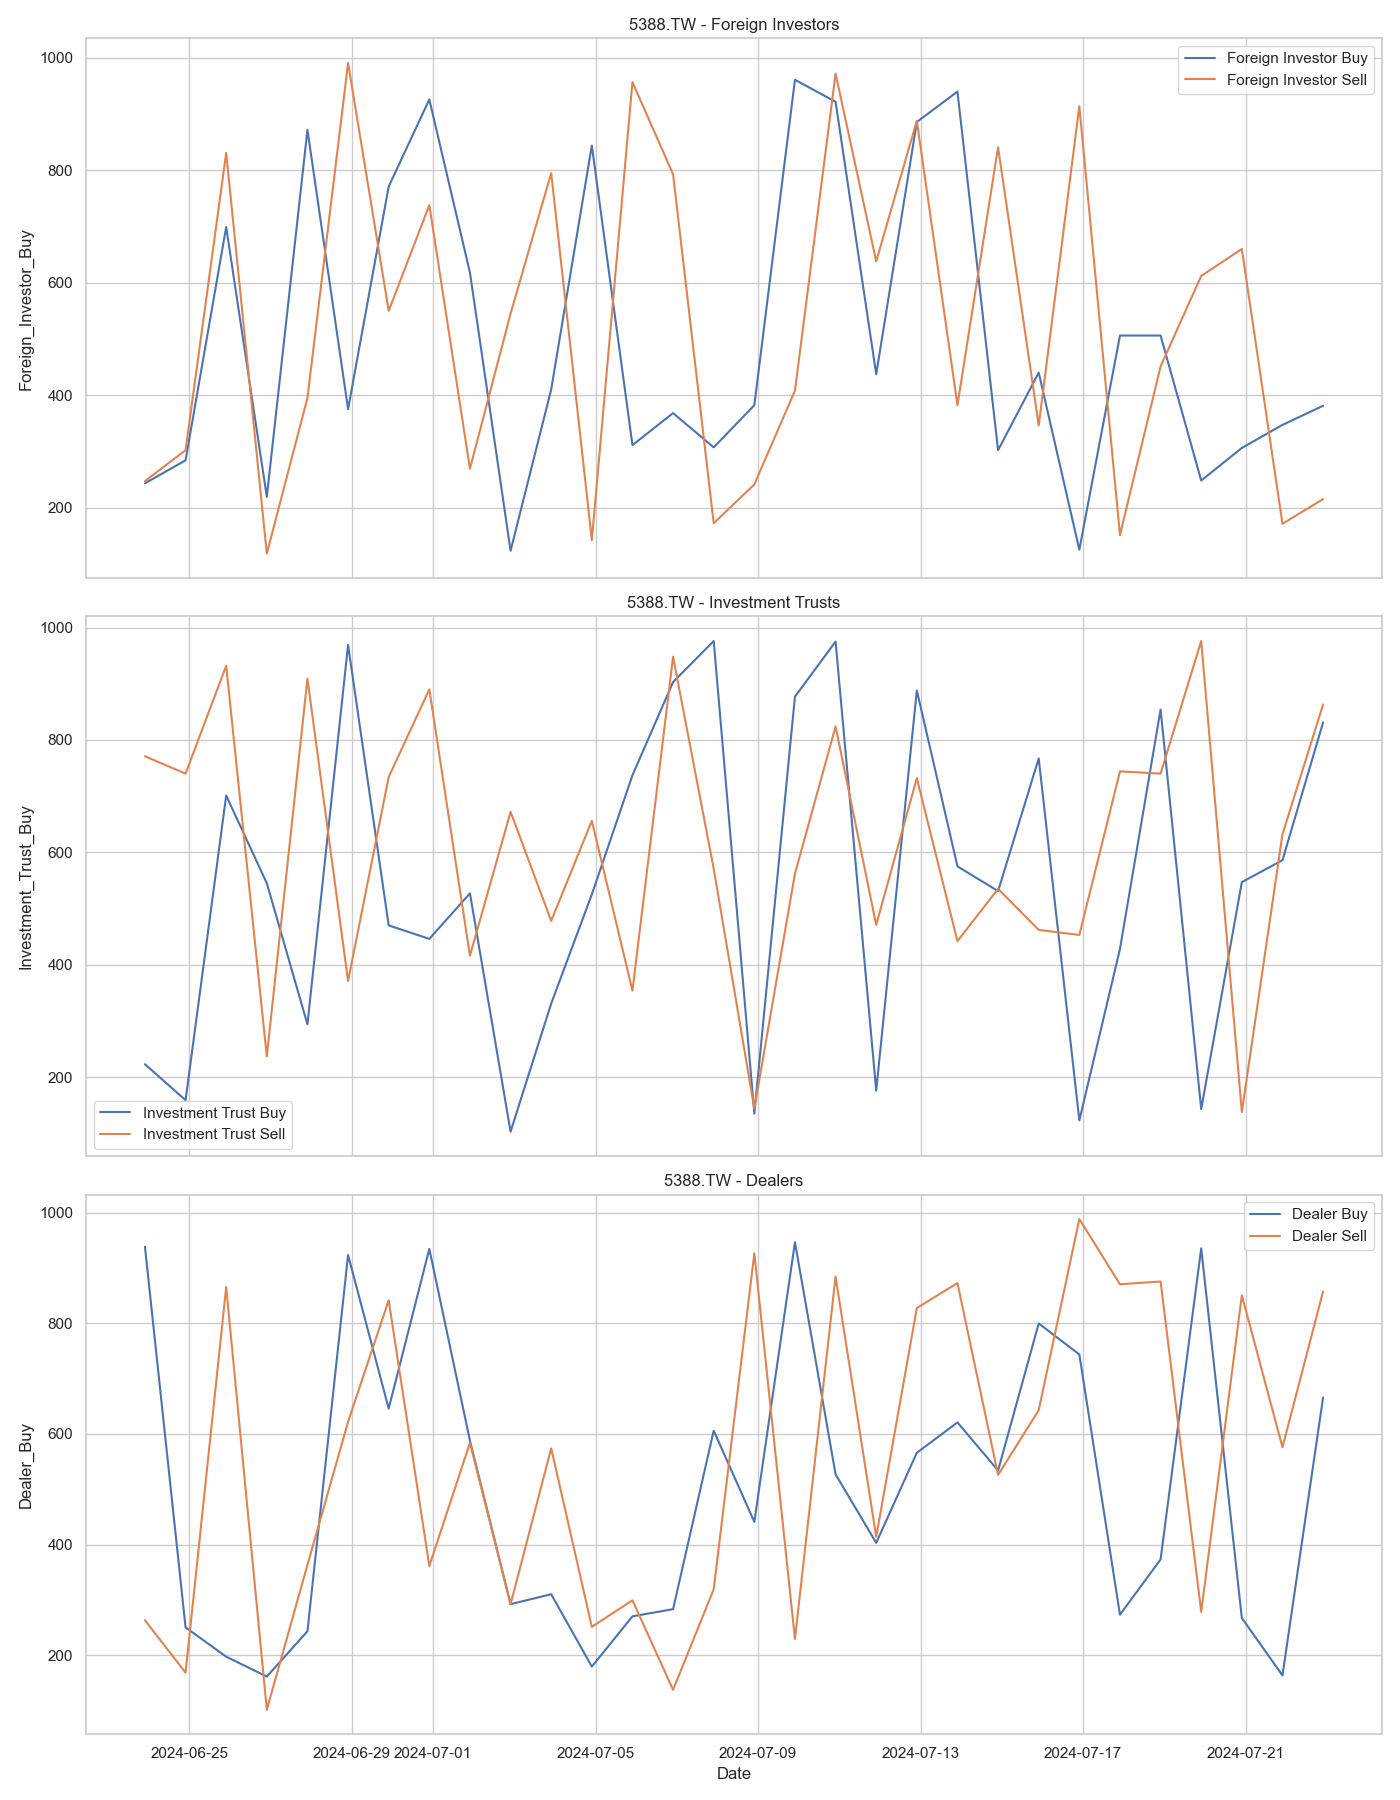 5388.TW - Foreign Investors
Foreign Investor Buy
Foreign Investor Sell
Foreign_Investor_Buy
1000
800
600
400
200
5388.TW - Investment Trusts
Investment_Trust_Buy
1000
800
600
400
200
Investment Trust Buy
Investment Trust Sell
5388.TW - Dealers
Dealer Buy
Dealer Sell
Dealer_Buy
1000
800
600
400
200
2024-06-25 2024-06-29 2024-07-01 2024-07-05 2024-07-09 2024-07-13 2024-07-17 2024-07-21
Date